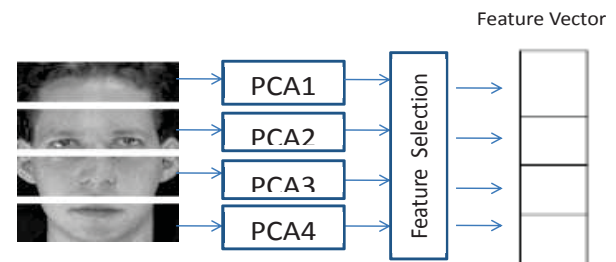 Feature Vector
PCA1
PCA2
PCA3
PCA4
Feature Selection